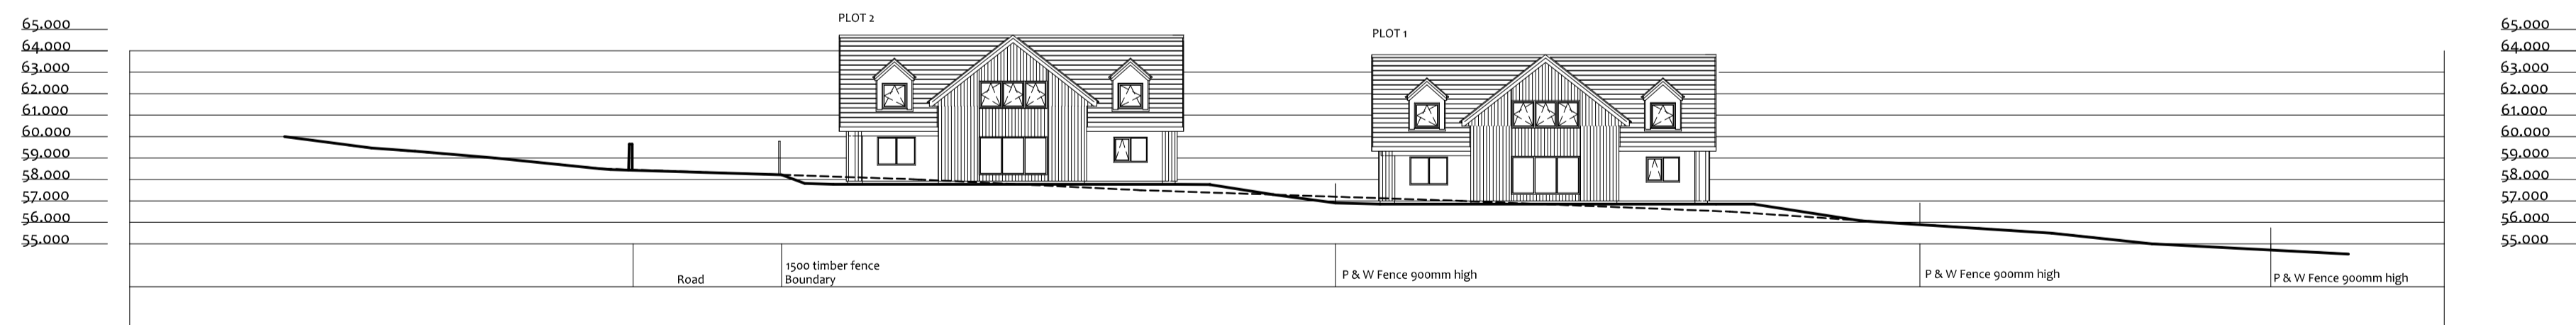 PLOT 2
PLOT 1
65.000
64.000
63.000
62.000
61.000
60.000
59.000
58.000
57.000
56.000
55.000
65.000
64.000
63.000
62.000
61.000
60.000
59.000
58.000
57.000
56.000
55.000
Road
1500 timber fence
Boundary
P & W Fence 900mm high
P & W Fence 900mm high
P & W Fence 900mm high